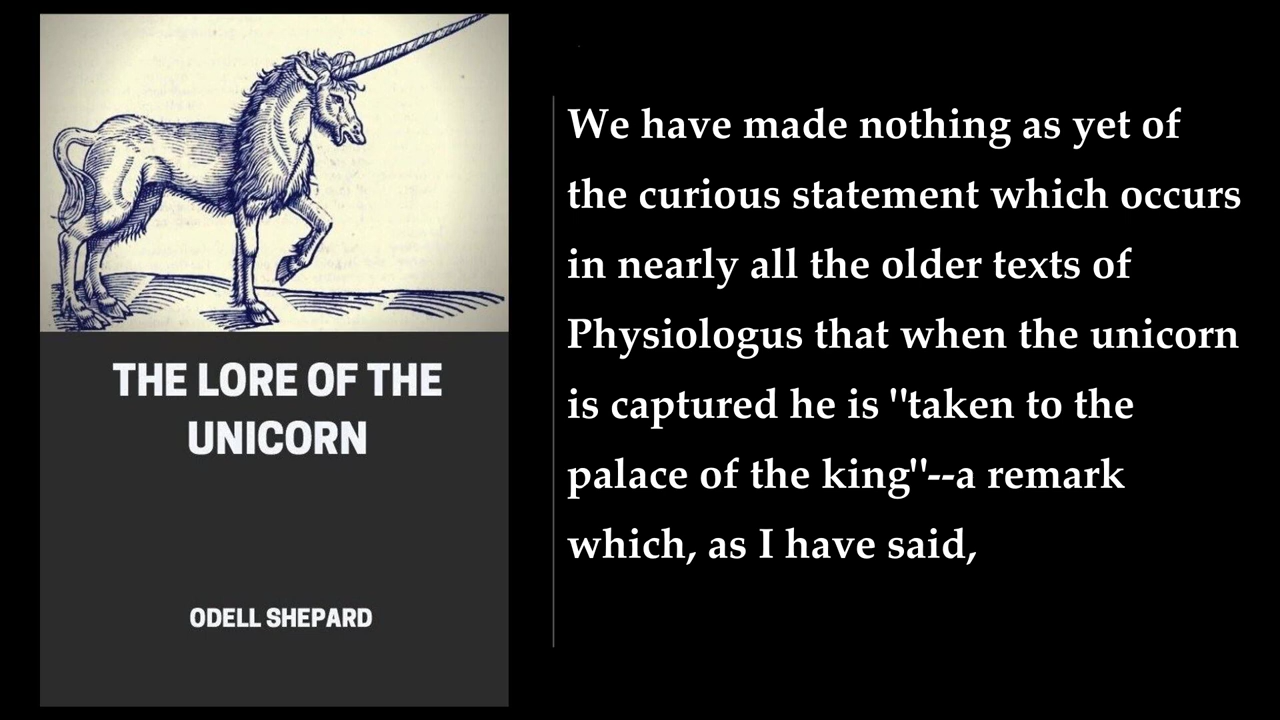 THE LORE OF THE
UNICORN
ODELL SHEPARD
We have made nothing as yet of
the curious statement which occurs
in nearly all the older texts of
Physiologus that when the unicorn
is captured he is "taken to the
palace of the king"--a remark
which, as I have said,